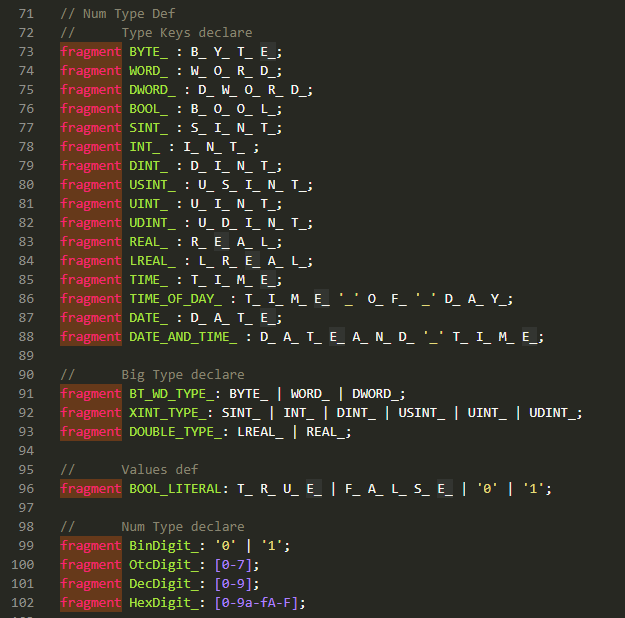 71 // Num Type Def
72 //      Type Keys declare
73 fragment BYTE_ : B_ Y_ T_ E_;
74 fragment WORD_ : W_ O_ R_ D_;
75 fragment DWORD_ : D_ W_ O_ R_ D_;
76 fragment BOOL_ : B_ O_ O_ L_;
77 fragment SINT_ : S_ I_ N_ T_;
78 fragment INT_ : I_ N_ T_ ;
79 fragment DINT_ : D_ I_ N_ T_;
80 fragment USINT_ : U_ S_ I_ N_ T_;
81 fragment UINT_ : U_ I_ N_ T_;
82 fragment UDINT_ : U_ D_ I_ N_ T_;
83 fragment REAL_ : R_ E_ A_ L_;
84 fragment LREAL_ : L_ R_ E_ A_ L_;
85 fragment TIME_ : T_ I_ M_ E_;
86 fragment TIME_OF_DAY_ : T_ I_ M_ E_ '_' O_ F_ '_' D_ A_ Y_;
87 fragment DATE_ : D_ A_ T_ E_;
88 fragment DATE_AND_TIME_ : D_ A_ T_ E_ A_ N_ D_ '_' T_ I_ M_ E_;
89
90 //      Big Type declare
91 fragment BT_WD_TYPE_: BYTE_ | WORD_ | DWORD_;
92 fragment XINT_TYPE_: SINT_ | INT_ | DINT_ | USINT_ | UINT_ | UDINT_;
93 fragment DOUBLE_TYPE_: LREAL_ | REAL_;
94
95 //      Values def
96 fragment BOOL_LITERAL: T_ R_ U_ E_ | F_ A_ L_ S_ E_ | '0' | '1';
97
98 //      Num Type declare
99 fragment BinDigit_: '0' | '1';
100 fragment OtcDigit_: [0-7];
101 fragment DecDigit_: [0-9];
102 fragment HexDigit_: [0-9a-fA-F];